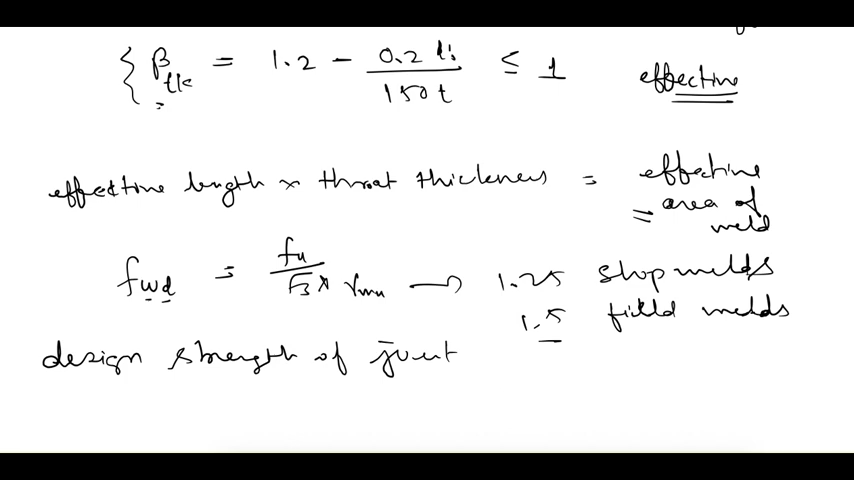 β_lk = 1.2 - 0.2 lj / 150 t ≤ 1 effective
effective length × throat thickness = effective
area of
weld
fwd = fu / √3 × γmw → 1.25 shop welds
1.5 field welds
design strength of joint